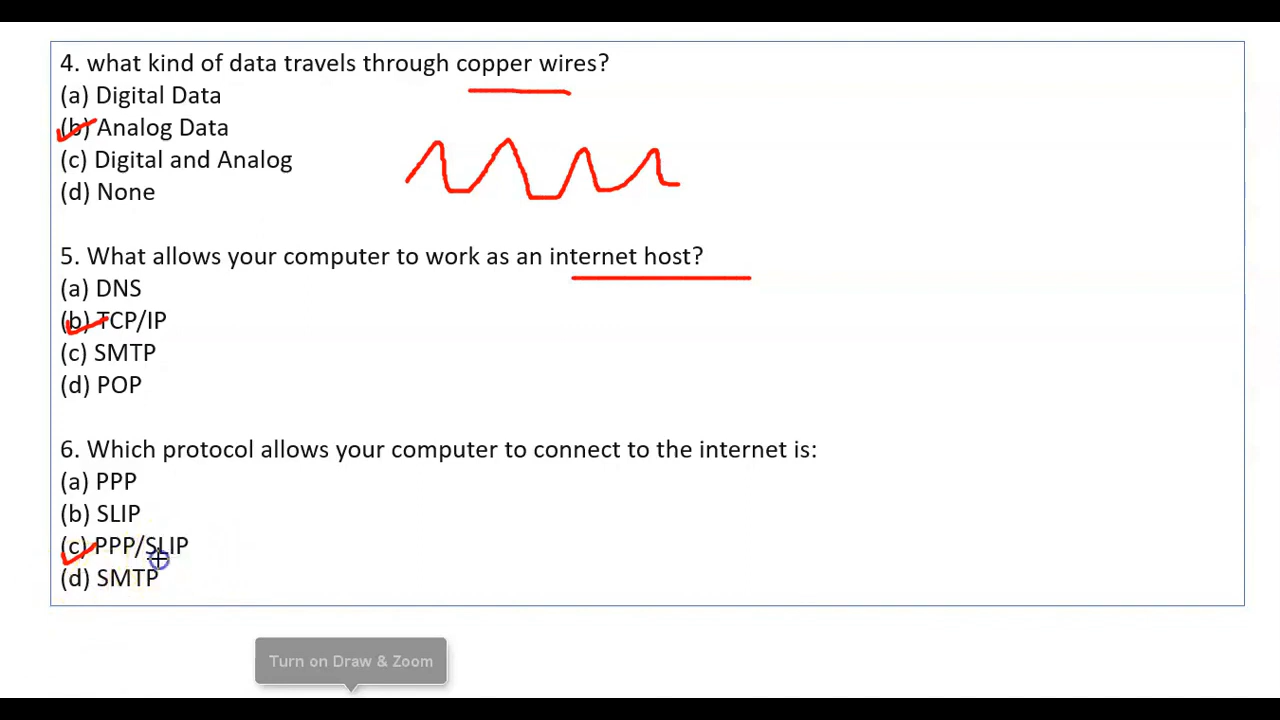 4. what kind of data travels through copper wires?
(a) Digital Data
(b) Analog Data
(c) Digital and Analog
(d) None
5. What allows your computer to work as an internet host?
(a) DNS
(b) TCP/IP
(c) SMTP
(d) POP
6. Which protocol allows your computer to connect to the internet is:
(a) PPP
(b) SLIP
(c) PPP/SLIP
(d) SMTP
Turn on Draw & Zoom